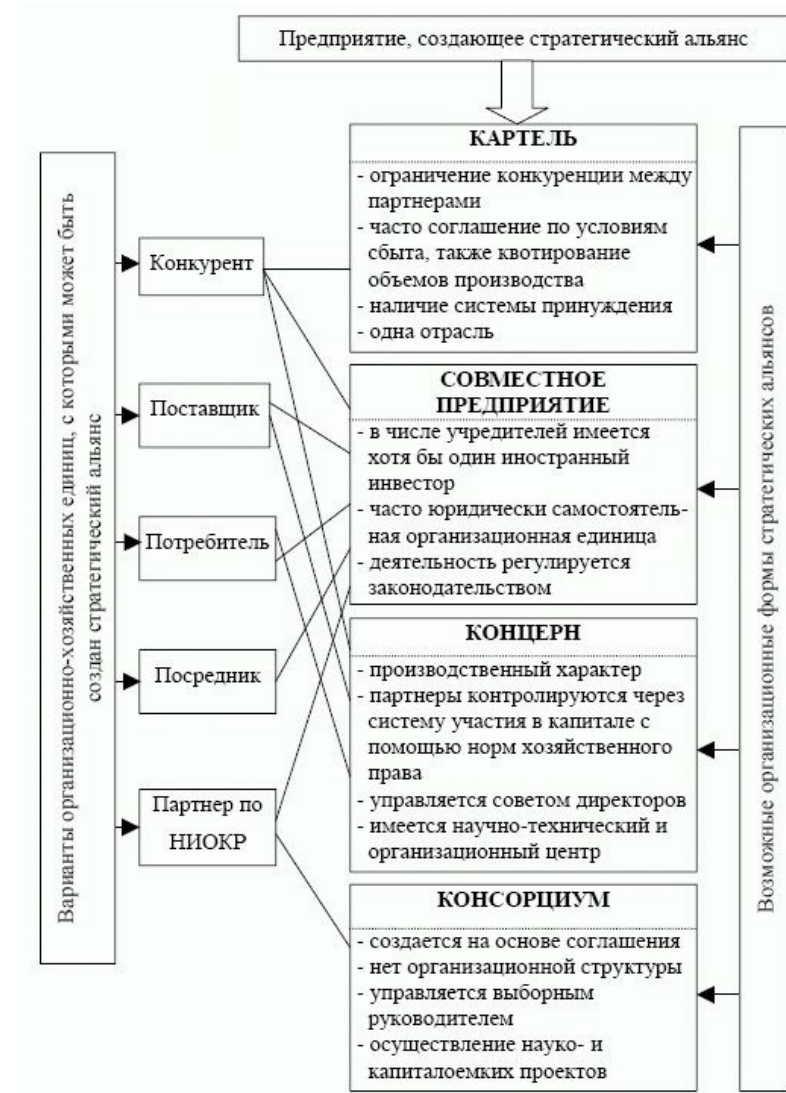 Предприятие, создающее стратегический альянс
Варианты организационно-хозяйственных единиц, с которыми может быть
создан стратегический альянс
Конкурент
Поставщик
Потребитель
Посредник
Партнер по
НИОКР
КАРТЕЛЬ
- ограничение конкуренции между
партнерами
- часто соглашение по условиям
сбыта, также квотирование
объемов производства
- наличие системы принуждения
- одна отрасль
СОВМЕСТНОЕ
ПРЕДПРИЯТИЕ
- в числе учредителей имеется
хотя бы один иностранный
инвестор
- часто юридически самостоятель-
ная организационная единица
- деятельность регулируется
законодательством
КОНЦЕРН
- производственный характер
- партнеры контролируются через
систему участия в капитале с
помощью норм хозяйственного
права
- управляется советом директоров
- имеется научно-технический и
организационный центр
КОНСОРЦИУМ
- создается на основе соглашения
- нет организационной структуры
- управляется выборным
руководителем
- осуществление науко- и
капиталоемких проектов
Возможные организационные формы стратегических альянсов